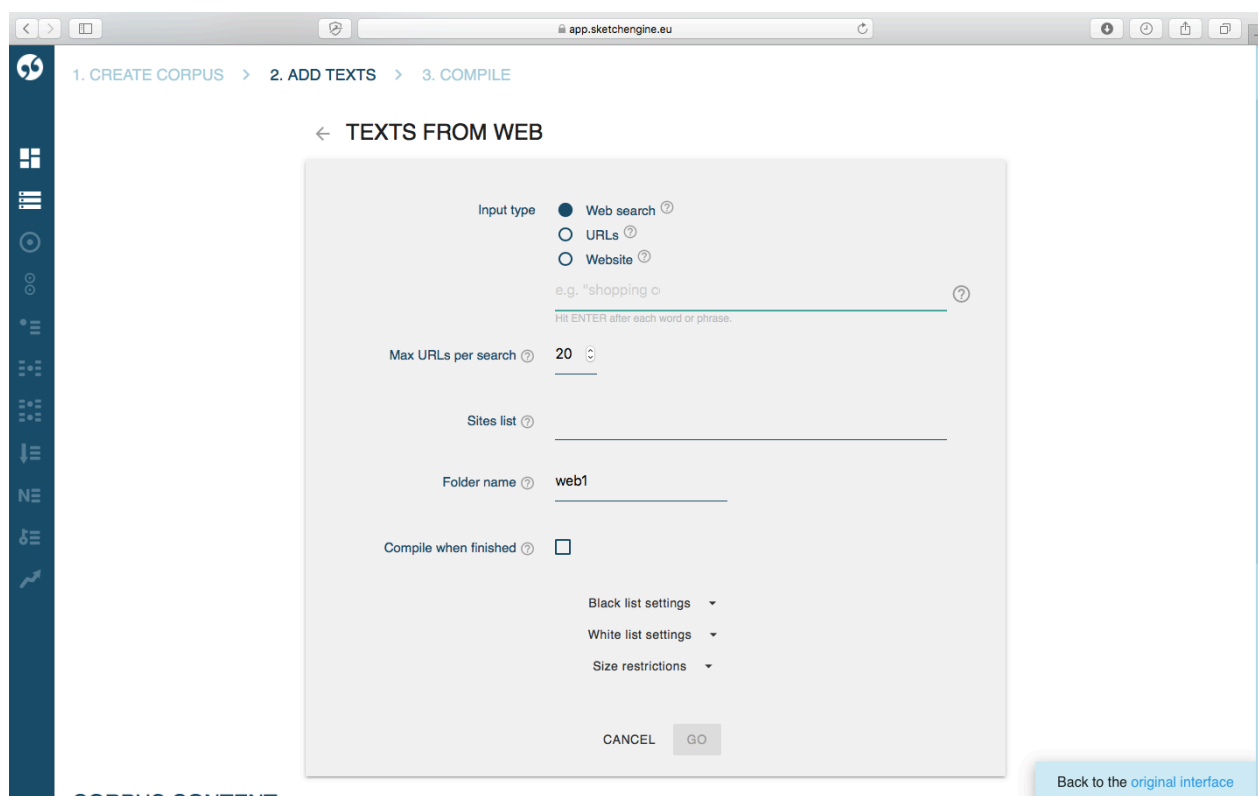 app.sketchengine.eu
1. CREATE CORPUS > 2. ADD TEXTS > 3. COMPILE
← TEXTS FROM WEB
Input type
Web search ?
URLs ?
Website ?
e.g. "shopping c
?
Hit ENTER after each word or phrase.
Max URLs per search ? 20
Sites list ?
Folder name ? web1
Compile when finished ?
Black list settings
White list settings
Size restrictions
CANCEL GO
Back to the original interface
CORPUS CONTENT